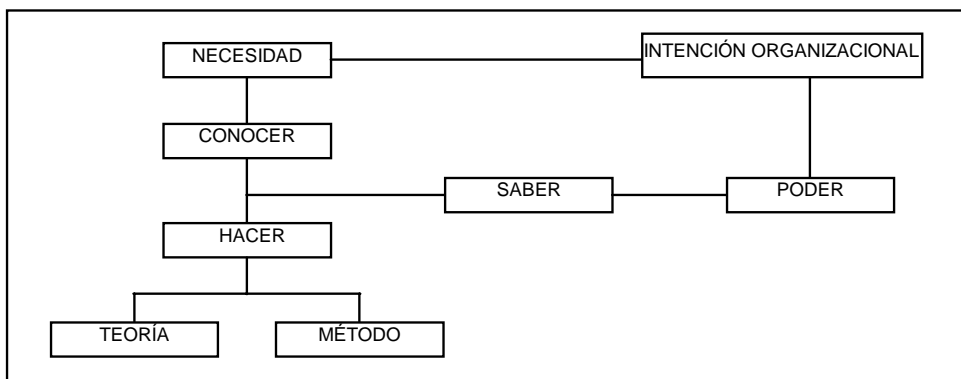 NECESIDAD
INTENCIÓN ORGANIZACIONAL
CONOCER
SABER
PODER
HACER
TEORÍA
MÉTODO